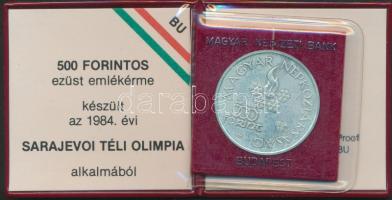 BU
500 FORINTOS
ezüst emlékérme
készült
az 1984. évi
SARAJEVOI TÉLI OLIMPIA
alkalmából
MAGYAR NEMZETI BANK
MAGYAR NÉPKÖZTÁRSASÁG
BUDAPEST
Proof
BU
darabanth